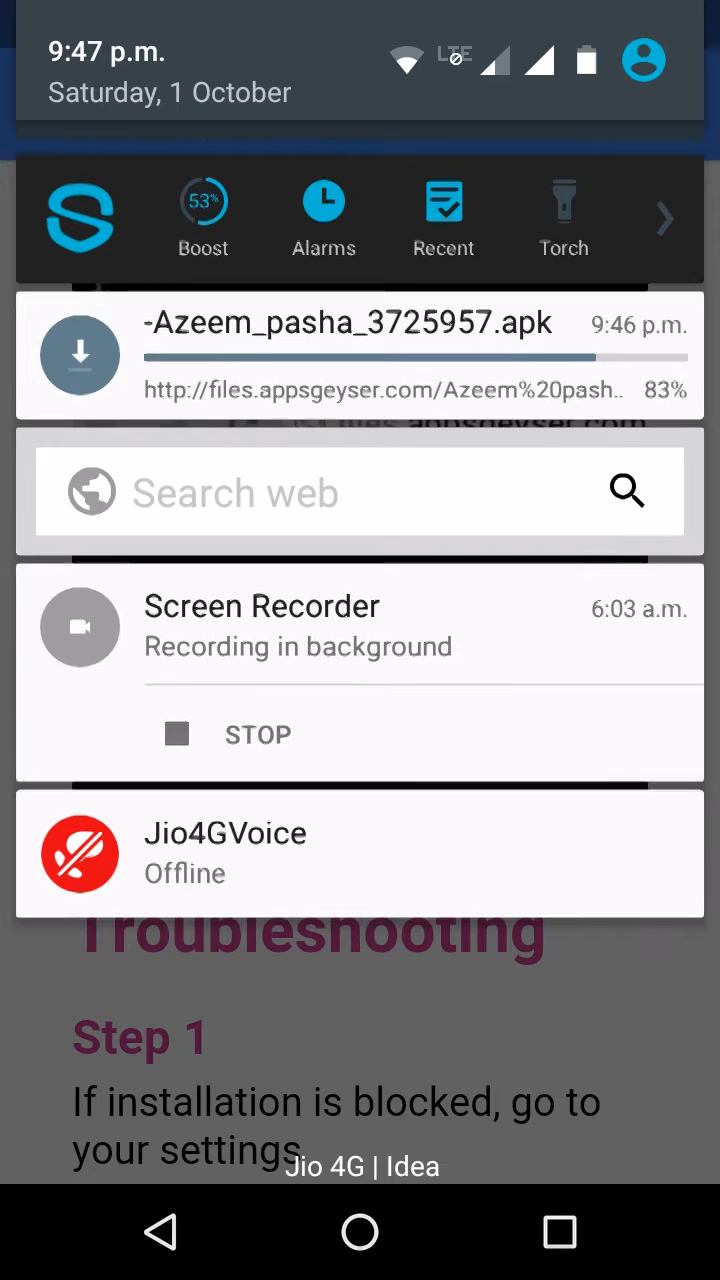 9:47 p.m.
LTE
Saturday, 1 October
53%
Boost
Alarms
Recent
Torch
-Azeem_pasha_3725957.apk
9:46 p.m.
http://files.appsgeyser.com/Azeem%20pash..
83%
Search web
Screen Recorder
6:03 a.m.
Recording in background
STOP
Jio4GVoice
Offline
Troubleshooting
Step 1
If installation is blocked, go to
your settings
Jio 4G | Idea